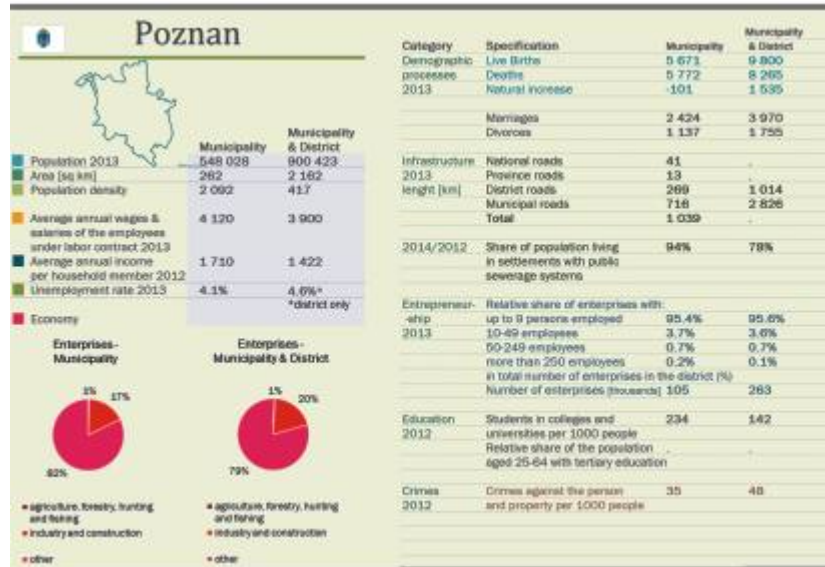 Poznan
Municipality
Municipality & District
Population 2013 548 028 900 423
Area [sq km] 262 2 162
Population density 2 092 417
Average annual wages & 4 120 3 900
salaries of the employees
under labor contract 2013
Average annual income 1 710 1 422
per household member 2012
Unemployment rate 2013 4.1% 4.6%*
*district only
Economy
Enterprises-
Municipality
1%
17%
82%
agriculture, forestry, hunting
and fishing
industry and construction
other
Enterprises-
Municipality & District
1%
20%
79%
agriculture, forestry, hunting
and fishing
industry and construction
other
Category Specification Municipality Municipality & District
Demographic Live Births 5 671 9 800
processes Deaths 5 772 8 265
2013 Natural increase -101 1 535
Marriages 2 424 3 970
Divorces 1 137 1 755
Infrastructure National roads 41 .
2013 Province roads 13 .
lenght [km] District roads 269 1 014
Municipal roads 716 2 826
Total 1 039 .
2014/2012 Share of population living 94% 78%
in settlements with public
sewerage systems
Entrepreneur- Relative share of enterprises with:
-ship up to 9 persons employed 95.4% 95.6%
2013 10-49 employees 3.7% 3.6%
50-249 employees 0.7% 0.7%
more than 250 employees 0.2% 0.1%
in total number of enterprises in the district (%)
Number of enterprises [thousands] 105 263
Education Students in colleges and 234 142
2012 universities per 1000 people
Relative share of the population . .
aged 25-64 with tertiary education
Crimes Crimes against the person 35 48
2012 and property per 1000 people